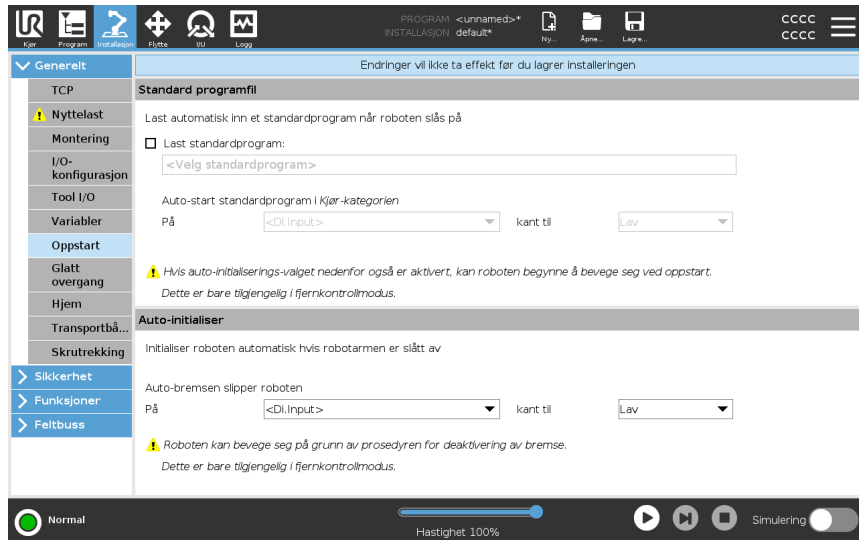 Kjør
Program
Installasjon
Flytte
I/U
Logg
PROGRAM <unnamed>*
INSTALLASJON default*
Ny...
Åpne...
Lagre...
CCCC
CCCC
Generelt
TCP
Nyttelast
Montering
I/O-
konfigurasjon
Tool I/O
Variabler
Oppstart
Glatt
overgang
Hjem
Transportbå...
Skrutrekking
Sikkerhet
Funksjoner
Feltbuss
Endringer vil ikke ta effekt før du lagrer installeringen
Standard programfil
Last automatisk inn et standardprogram når roboten slås på
Last standardprogram:
<Velg standardprogram>
Auto-start standardprogram i Kjør-kategorien
På <Di.Input> kant til Lav
Hvis auto-initialiserings-valget nedenfor også er aktivert, kan roboten begynne å bevege seg ved oppstart.
Dette er bare tilgjengelig i fjernkontrollmodus.
Auto-initialiser
Initialiser roboten automatisk hvis robotarmen er slått av
Auto-bremsen slipper roboten
På <Di.Input> kant til Lav
Roboten kan bevege seg på grunn av prosedyren for deaktivering av bremse.
Dette er bare tilgjengelig i fjernkontrollmodus.
Normal
Hastighet 100%
Simulering